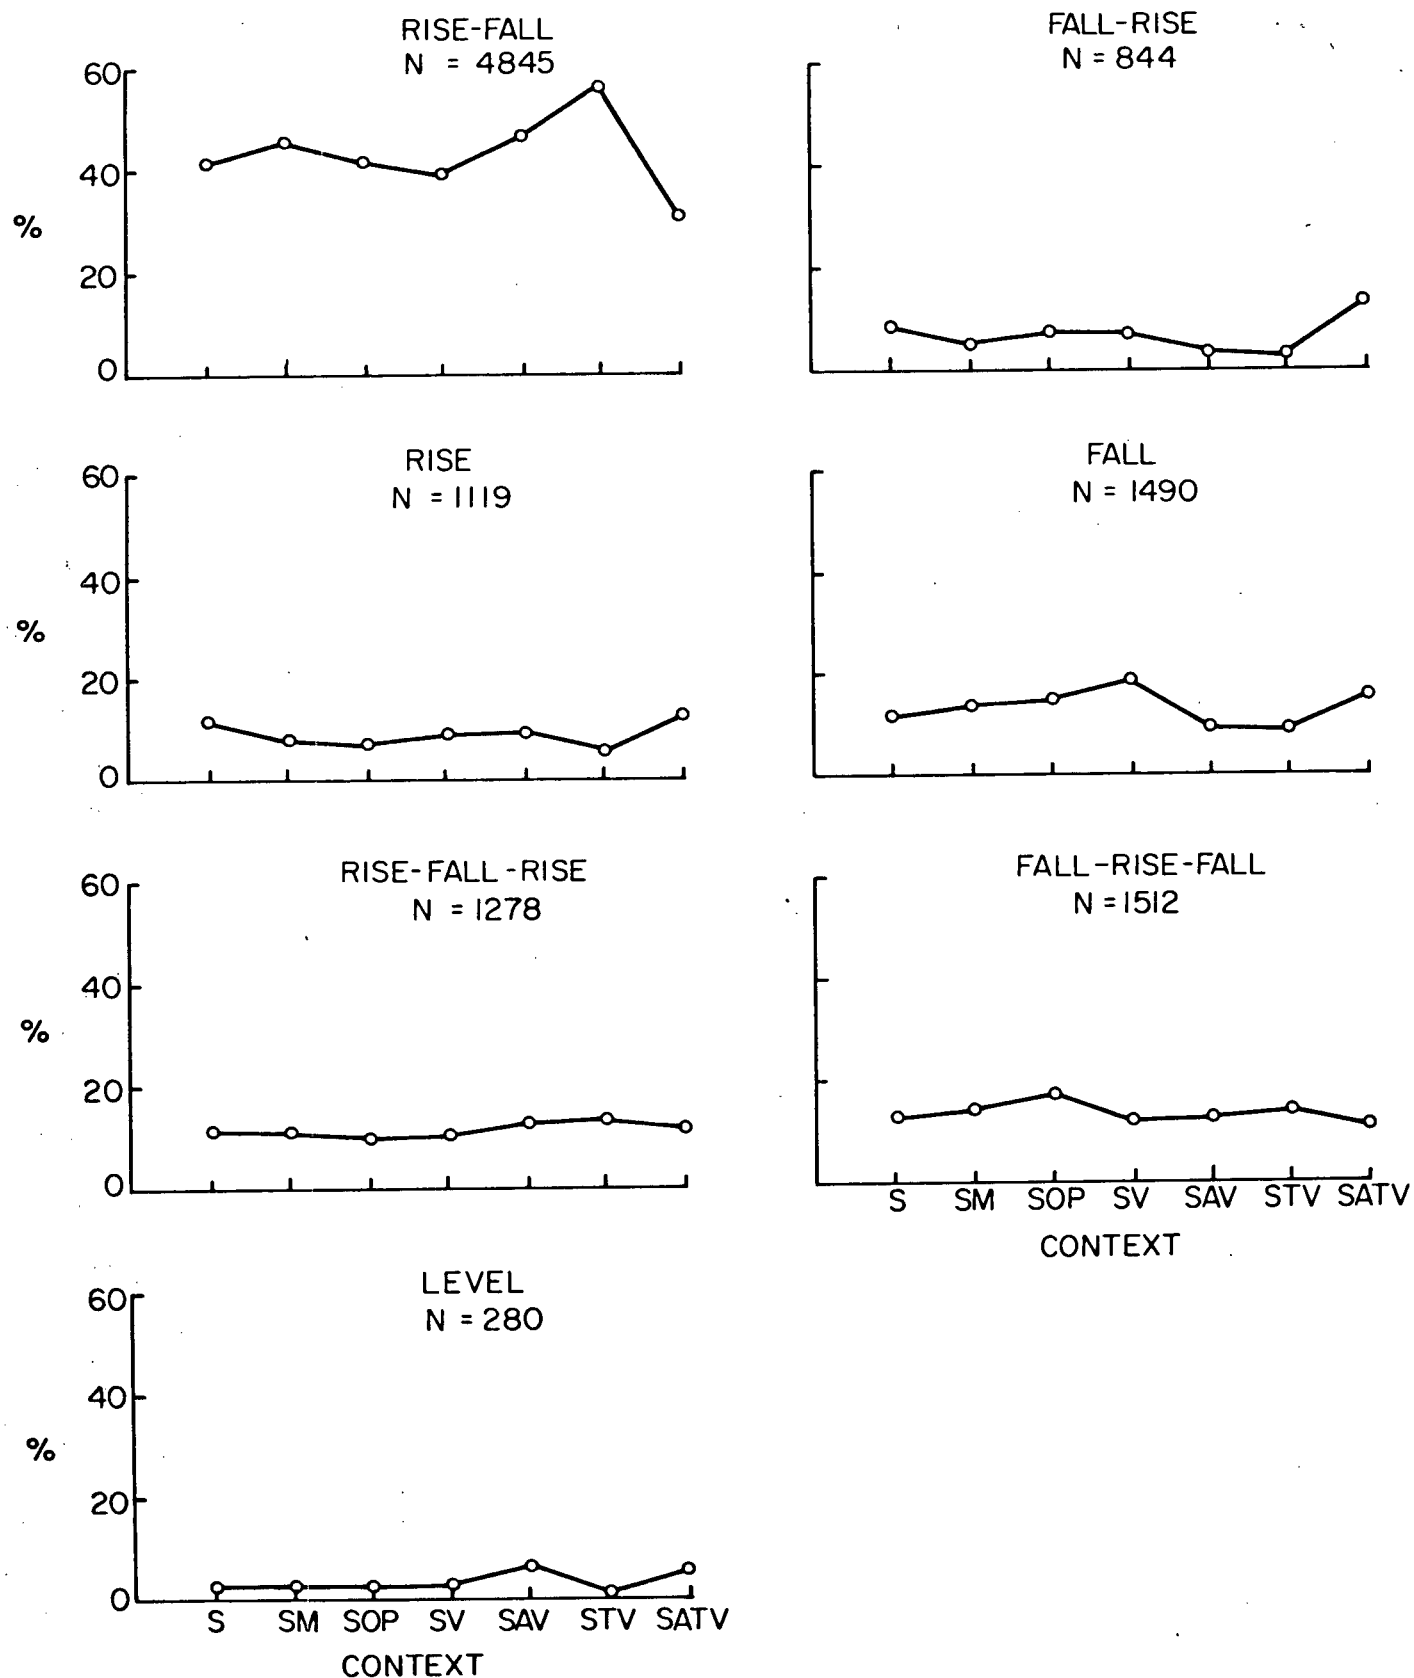 RISE-FALL
N = 4845
60
40
20
0
%
FALL-RISE
N = 844
RISE
N = 1119
60
40
20
0
%
FALL
N = 1490
RISE-FALL-RISE
N = 1278
60
40
20
0
%
FALL-RISE-FALL
N = 1512
S SM SOP SV SAV STV SATV
CONTEXT
LEVEL
N = 280
60
40
20
0
%
S SM SOP SV SAV STV SATV
CONTEXT